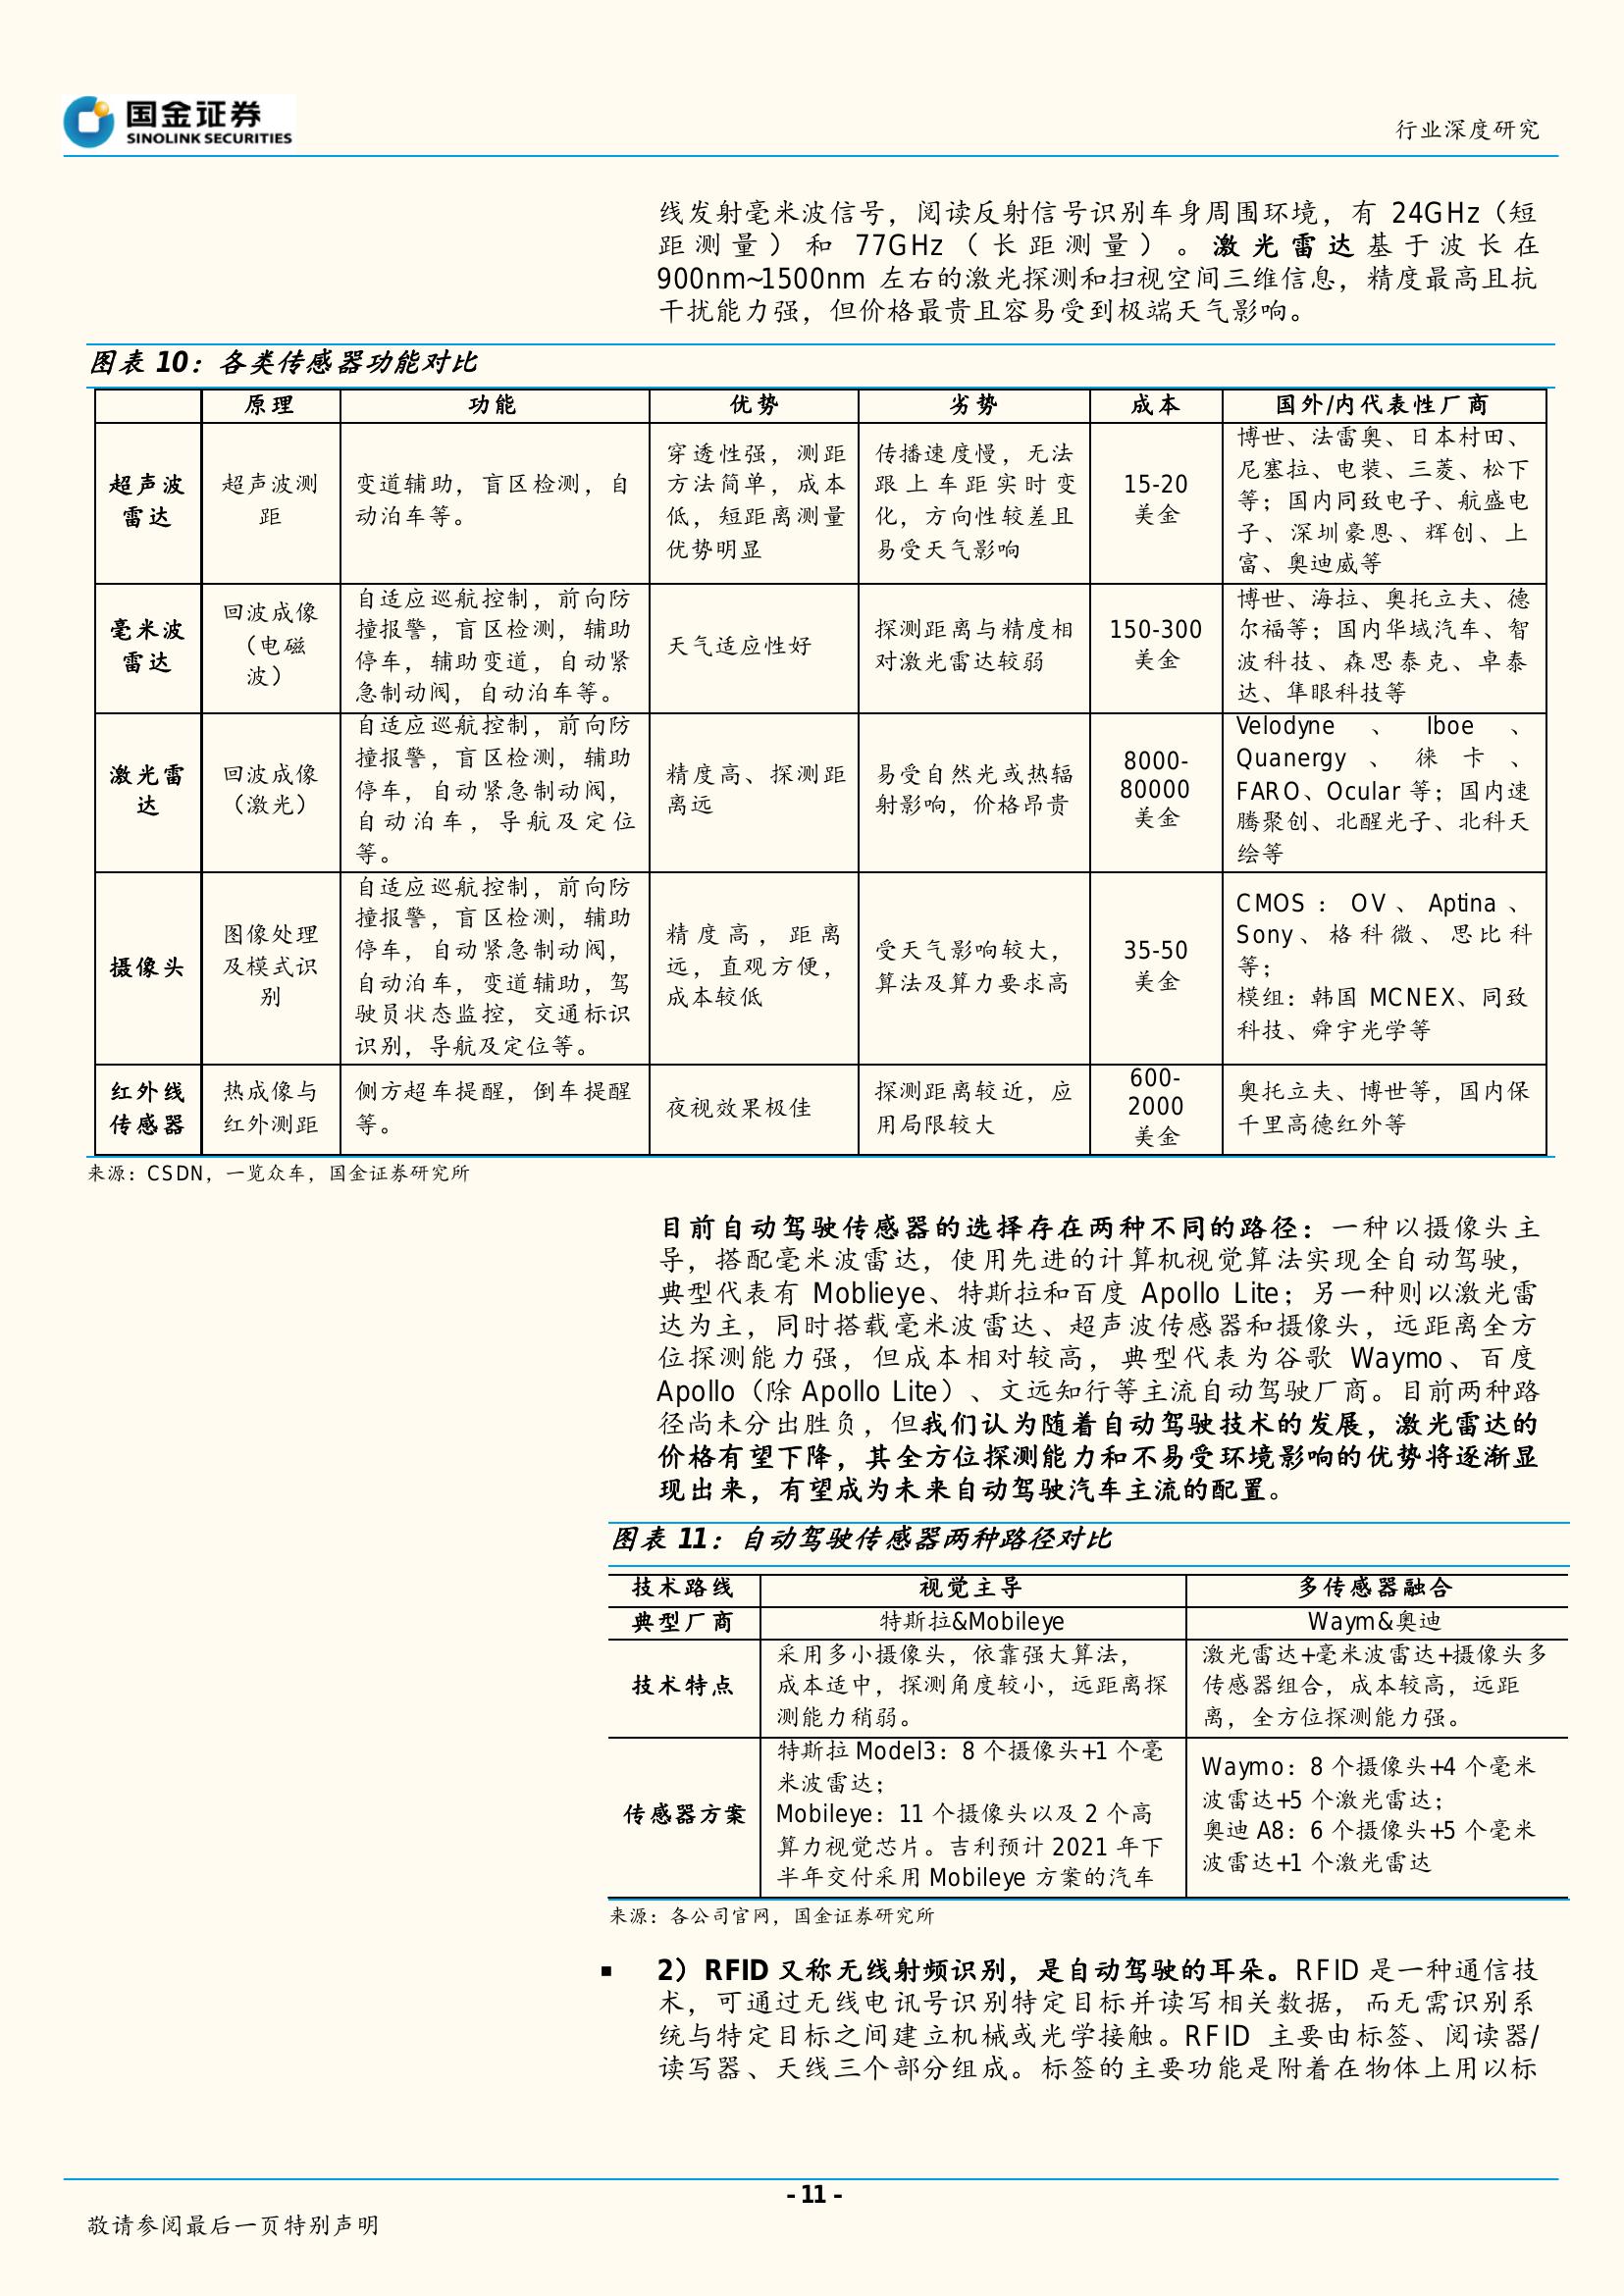 国金证券
SINOLINK SECURITIES
行业深度研究
线发射毫米波信号，阅读反射信号识别车身周围环境，有 24GHz（短
距测量）和 77GHz（长距测量）。激光雷达基于波长在
900nm~1500nm 左右的激光探测和扫视空间三维信息，精度最高且抗
干扰能力强，但价格最贵且容易受到极端天气影响。
图表 10：各类传感器功能对比
原理 功能 优势 劣势 成本 国外/内代表性厂商
超声波
雷达
超声波测
距
变道辅助，盲区检测，自
动泊车等。
穿透性强，测距
方法简单，成本
低，短距离测量
优势明显
传播速度慢，无法
跟上车距实时变
化，方向性较差且
易受天气影响
15-20
美金
博世、法雷奥、日本村田、
尼塞拉、电装、三菱、松下
等；国内同致电子、航盛电
子、深圳豪恩、辉创、上
富、奥迪威等
毫米波
雷达
回波成像
（电磁
波）
自适应巡航控制，前向防
撞报警，盲区检测，辅助
停车，辅助变道，自动紧
急制动阀，自动泊车等。
天气适应性好
探测距离与精度相
对激光雷达较弱
150-300
美金
博世、海拉、奥托立夫、德
尔福等；国内华域汽车、智
波科技、森思泰克、卓泰
达、隼眼科技等
激光雷
达
回波成像
（激光）
自适应巡航控制，前向防
撞报警，盲区检测，辅助
停车，自动紧急制动阀，
自动泊车，导航及定位
等。
精度高、探测距
离远
易受自然光或热辐
射影响，价格昂贵
8000-
80000
美金
Velodyne、Iboe、
Quanergy、徕卡、
FARO、Ocular 等；国内速
腾聚创、北醒光子、北科天
绘等
摄像头
图像处理
及模式识
别
自适应巡航控制，前向防
撞报警，盲区检测，辅助
停车，自动紧急制动阀，
自动泊车，变道辅助，驾
驶员状态监控，交通标识
识别，导航及定位等。
精度高，距离
远，直观方便，
成本较低
受天气影响较大，
算法及算力要求高
35-50
美金
CMOS：OV、Aptina、
Sony、格科微、思比科
等；
模组：韩国 MCNEX、同致
科技、舜宇光学等
红外线
传感器
热成像与
红外测距
侧方超车提醒，倒车提醒
等。
夜视效果极佳
探测距离较近，应
用局限较大
600-
2000
美金
奥托立夫、博世等，国内保
千里高德红外等
来源：CSDN，一览众车，国金证券研究所
目前自动驾驶传感器的选择存在两种不同的路径：一种以摄像头主
导，搭配毫米波雷达，使用先进的计算机视觉算法实现全自动驾驶，
典型代表有 Moblieye、特斯拉和百度 Apollo Lite；另一种则以激光雷
达为主，同时搭载毫米波雷达、超声波传感器和摄像头，远距离全方
位探测能力强，但成本相对较高，典型代表为谷歌 Waymo、百度
Apollo（除 Apollo Lite）、文远知行等主流自动驾驶厂商。目前两种路
径尚未分出胜负，但我们认为随着自动驾驶技术的发展，激光雷达的
价格有望下降，其全方位探测能力和不易受环境影响的优势将逐渐显
现出来，有望成为未来自动驾驶汽车主流的配置。
图表 11：自动驾驶传感器两种路径对比
技术路线 视觉主导 多传感器融合
典型厂商 特斯拉&Mobileye Waym&奥迪
技术特点
采用多小摄像头，依靠强大算法，
成本适中，探测角度较小，远距离探
测能力稍弱。
激光雷达+毫米波雷达+摄像头多
传感器组合，成本较高，远距
离，全方位探测能力强。
传感器方案
特斯拉 Model3：8 个摄像头+1 个毫
米波雷达；
Mobileye：11 个摄像头以及 2 个高
算力视觉芯片。吉利预计 2021 年下
半年交付采用 Mobileye 方案的汽车
Waymo：8 个摄像头+4 个毫米
波雷达+5 个激光雷达；
奥迪 A8：6 个摄像头+5 个毫米
波雷达+1 个激光雷达
来源：各公司官网，国金证券研究所
■ 2）RFID 又称无线射频识别，是自动驾驶的耳朵。RFID 是一种通信技
术，可通过无线电讯号识别特定目标并读写相关数据，而无需识别系
统与特定目标之间建立机械或光学接触。RFID 主要由标签、阅读器/
读写器、天线三个部分组成。标签的主要功能是附着在物体上用以标
- 11 -
敬请参阅最后一页特别声明